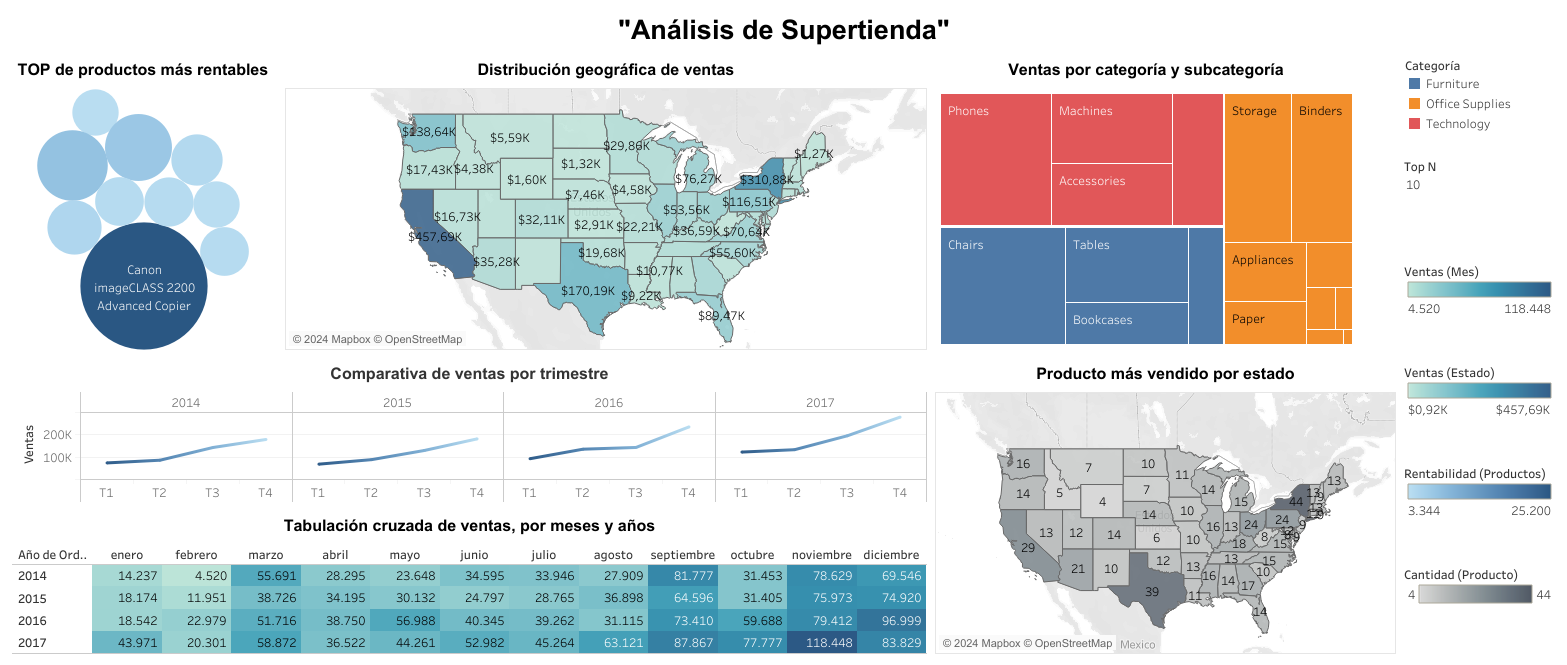 "Análisis de Supertienda"
TOP de productos más rentables
Canon
imageCLASS 2200
Advanced Copier
Distribución geográfica de ventas
$138,64K
$5,59K
$29,86K
$1,27K
$17,43K
$4,38K
$1,32K
$76,27K
$310,88K
$1,60K
$7,46K
$4,58K
$116,51K
$16,73K
$32,11K
$2,91K
$22,21K
$53,56K
$36,59K
$70,64K
$457,69K
$35,28K
$19,68K
$10,77K
$55,60K
$170,19K
$9,22K
$89,47K
© 2024 Mapbox © OpenStreetMap
Ventas por categoría y subcategoría
Phones
Machines
Accessories
Storage
Binders
Chairs
Tables
Bookcases
Appliances
Paper
Categoría
Furniture
Office Supplies
Technology
Top N
10
Ventas (Mes)
4.520 118.448
Ventas (Estado)
$0,92K $457,69K
Rentabilidad (Productos)
3.344 25.200
Cantidad (Producto)
4 44
Comparativa de ventas por trimestre
2014 2015 2016 2017
Ventas
200K
100K
T1 T2 T3 T4 T1 T2 T3 T4 T1 T2 T3 T4 T1 T2 T3 T4
Tabulación cruzada de ventas, por meses y años
Año de Ord.. enero febrero marzo abril mayo junio julio agosto septiembre octubre noviembre diciembre
2014 14.237 4.520 55.691 28.295 23.648 34.595 33.946 27.909 81.777 31.453 78.629 69.546
2015 18.174 11.951 38.726 34.195 30.132 24.797 28.765 36.898 64.596 31.405 75.973 74.920
2016 18.542 22.979 51.716 38.750 56.988 40.345 39.262 31.115 73.410 59.688 79.412 96.999
2017 43.971 20.301 58.872 36.522 44.261 52.982 45.264 63.121 87.867 77.777 118.448 83.829
Producto más vendido por estado
16 7 10 11 13
14 5 4 7 14 15 44 13
13 12 14 14 10 16 13 24 24
29 6 10 18 8 15
21 10 12 13 13 15 10
39 11 16 14 17 14
© 2024 Mapbox © OpenStreetMap
Mexico